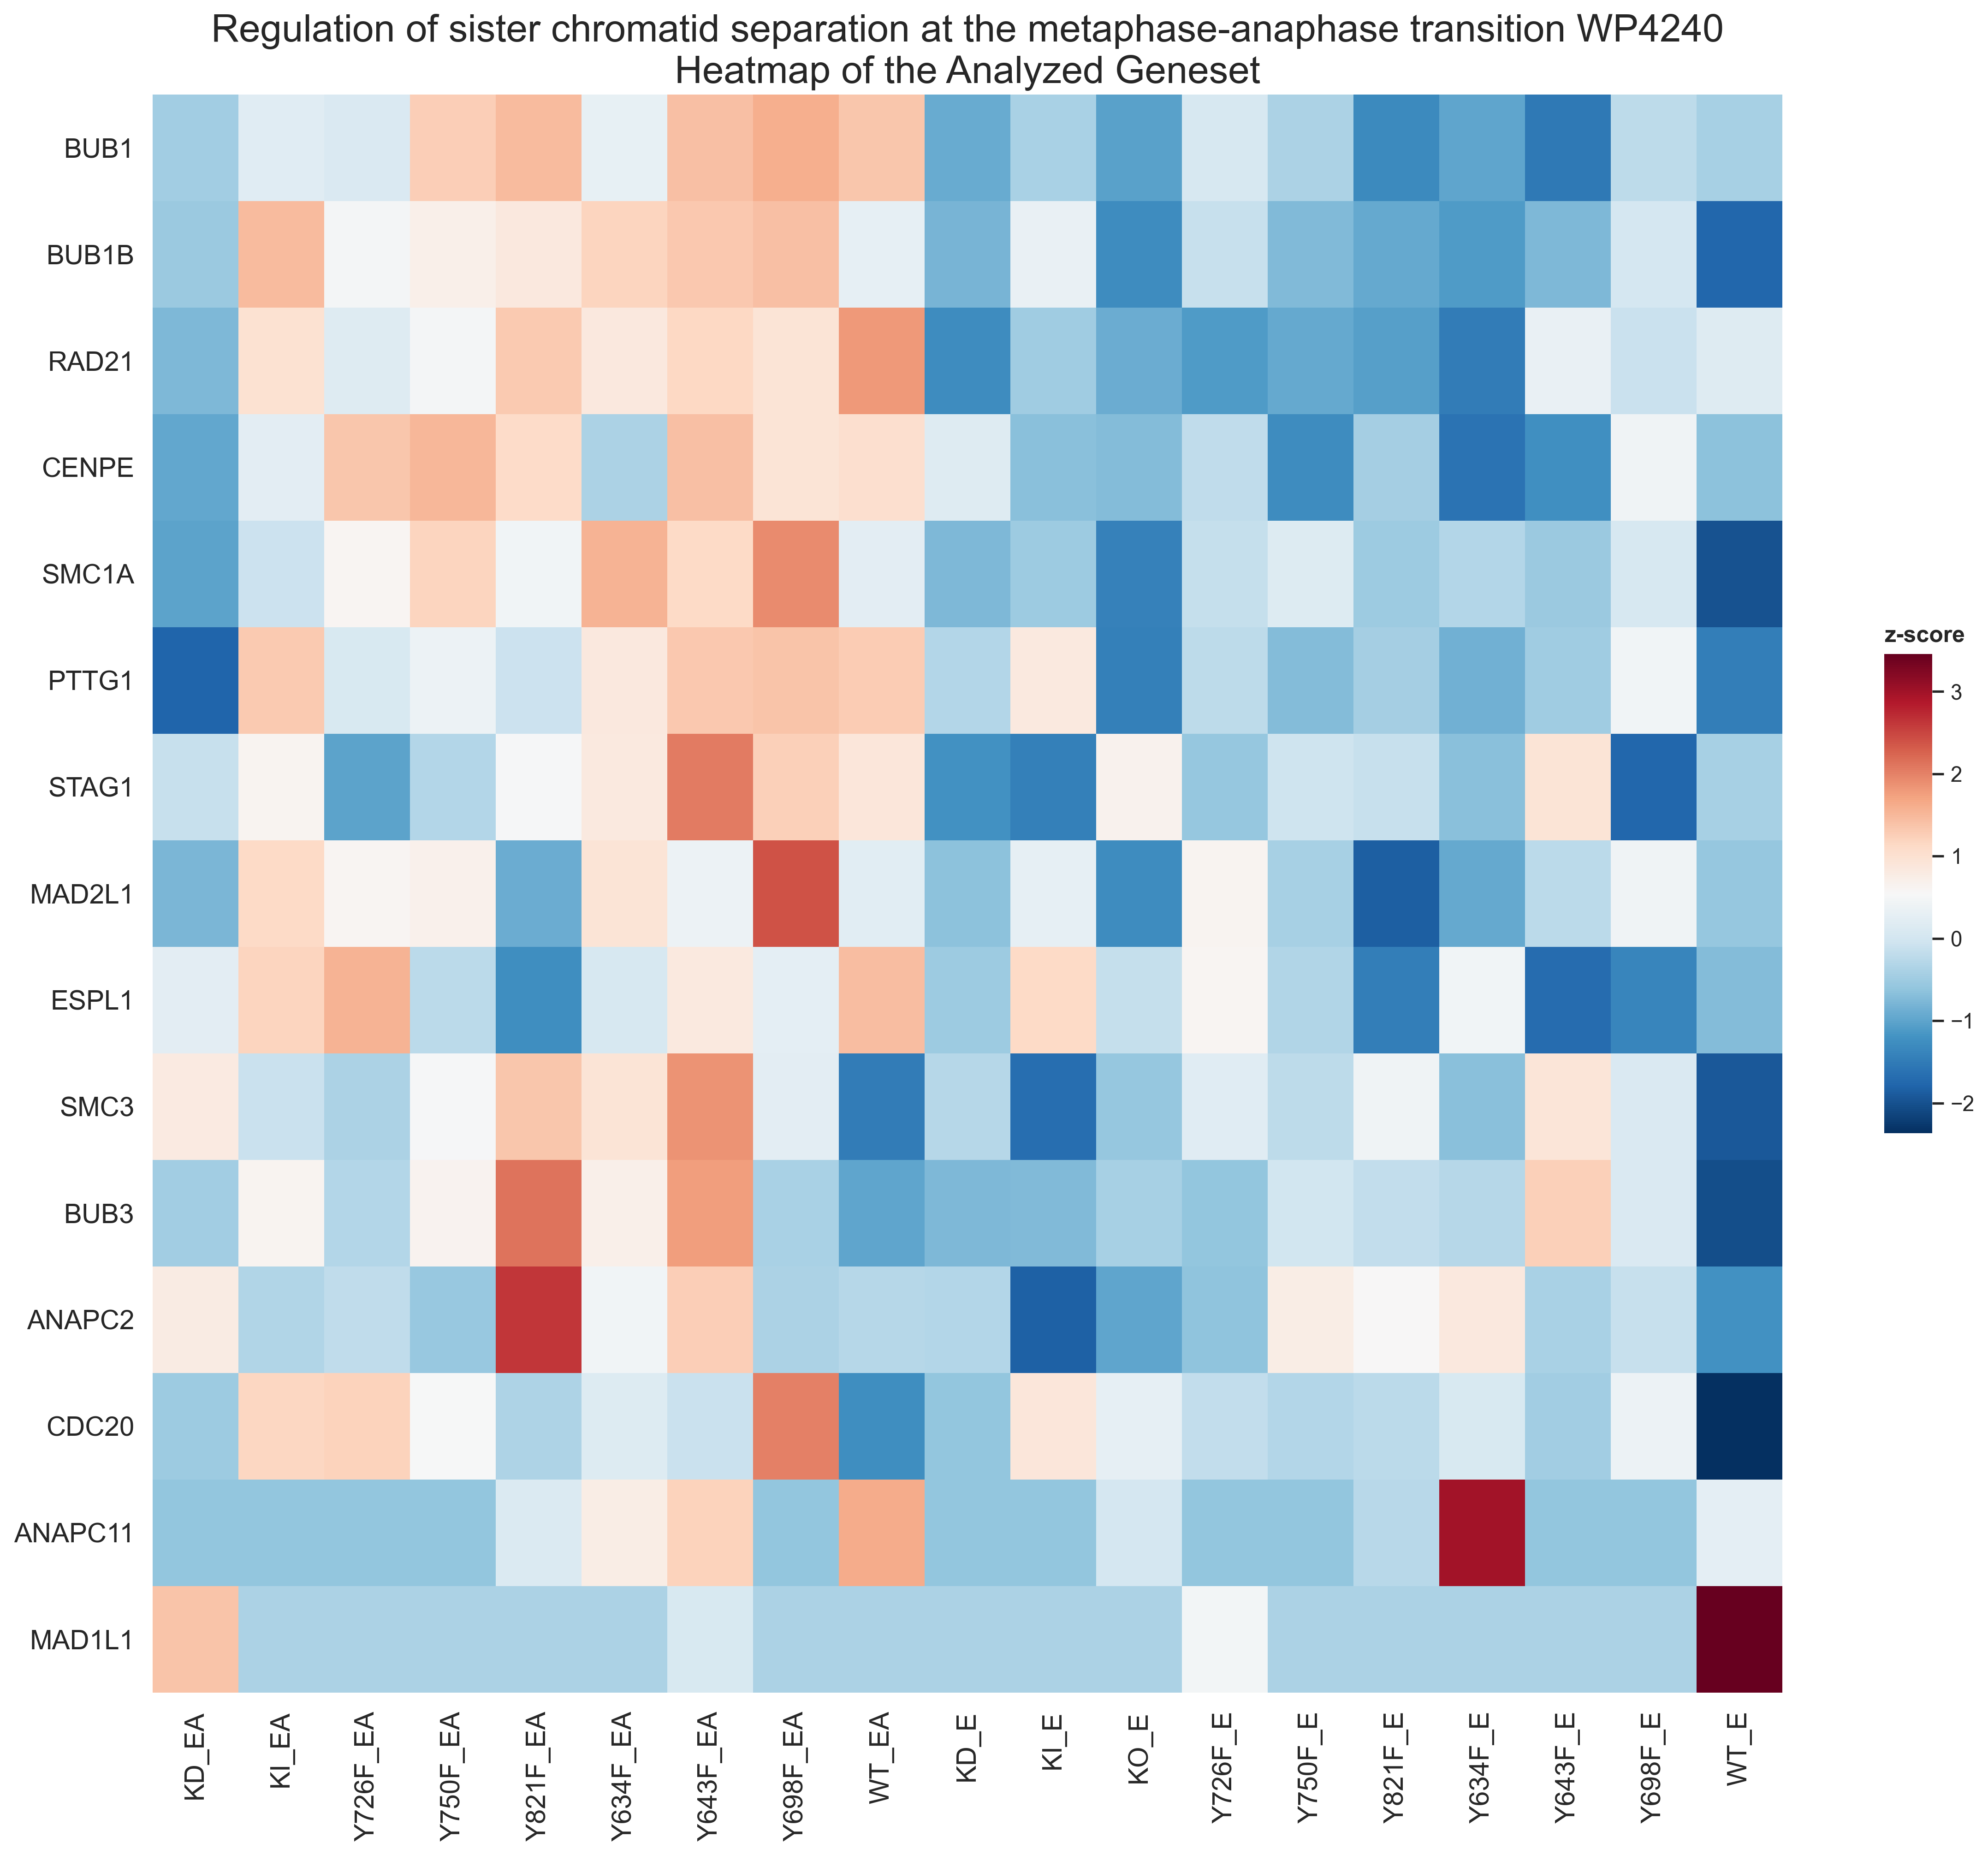 Regulation of sister chromatid separation at the metaphase-anaphase transition WP4240
Heatmap of the Analyzed Geneset
BUB1
BUB1B
RAD21
CENPE
SMC1A
PTTG1
STAG1
MAD2L1
ESPL1
SMC3
BUB3
ANAPC2
CDC20
ANAPC11
MAD1L1
KD_EA
KI_EA
Y726F_EA
Y750F_EA
Y821F_EA
Y634F_EA
Y643F_EA
Y698F_EA
WT_EA
KD_E
KI_E
KO_E
Y726F_E
Y750F_E
Y821F_E
Y634F_E
Y643F_E
Y698F_E
WT_E
z-score
3
2
1
0
−1
−2